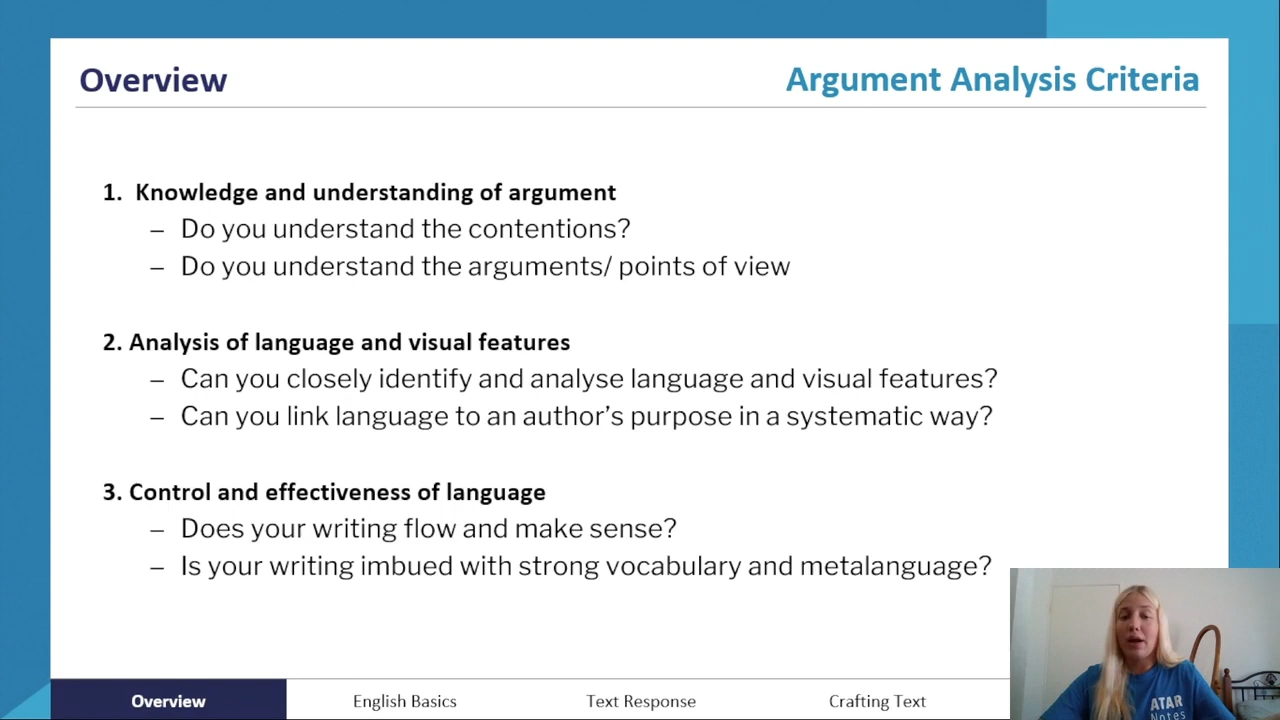 Overview
Argument Analysis Criteria
1. Knowledge and understanding of argument
– Do you understand the contentions?
– Do you understand the arguments/ points of view
2. Analysis of language and visual features
– Can you closely identify and analyse language and visual features?
– Can you link language to an author’s purpose in a systematic way?
3. Control and effectiveness of language
– Does your writing flow and make sense?
– Is your writing imbued with strong vocabulary and metalanguage?
Overview
English Basics
Text Response
Crafting Text
ATAR
Notes